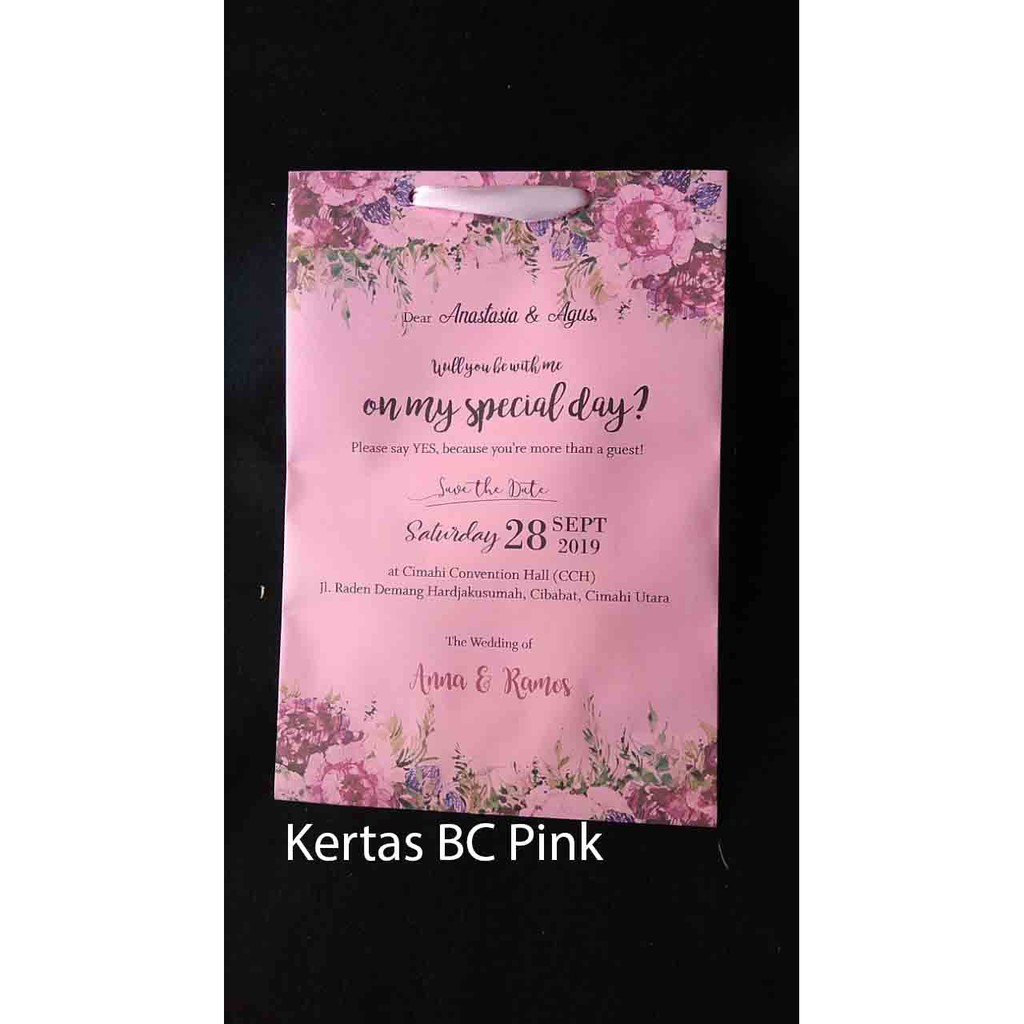 Dear Anastasia & Agus,
Will you be with me
on my special day?
Please say YES, because you're more than a guest!
Save the Date
Saturday 28 SEPT 2019
at Cimahi Convention Hall (CCH)
Jl. Raden Demang Hardjakusumah, Cibabat, Cimahi Utara
The Wedding of
Anna & Ramos
Kertas BC Pink